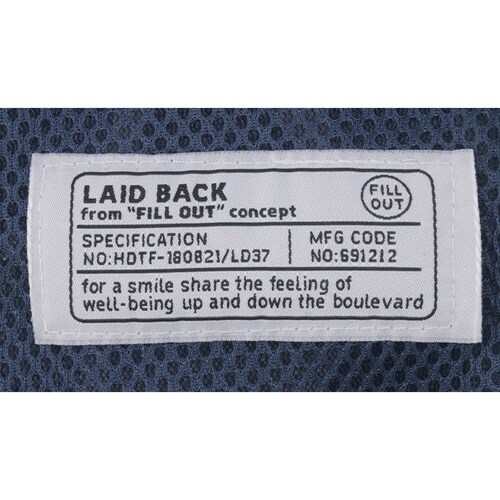 LAID BACK
from "FILL OUT" concept
FILL
OUT
SPECIFICATION
NO:HDTF-180821/LD37
MFG CODE
NO:691212
for a smile share the feeling of
well-being up and down the boulevard